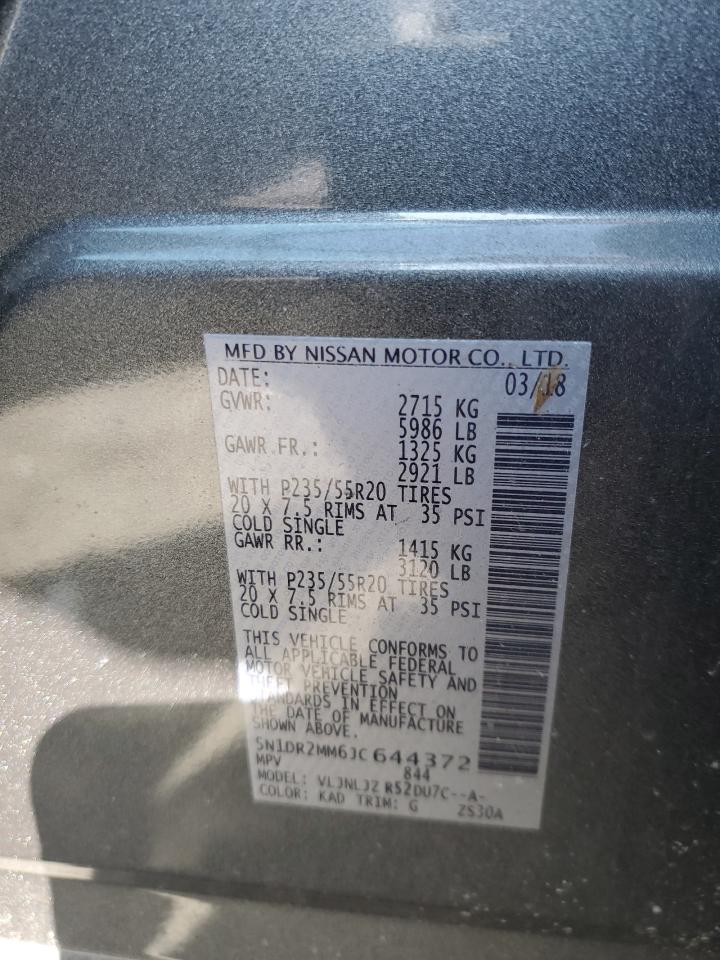 MFD BY NISSAN MOTOR CO., LTD.
DATE: 03/18
GVWR: 2715 KG
5986 LB
GAWR FR.: 1325 KG
2921 LB
WITH P235/55R20 TIRES
20 X 7.5 RIMS AT 35 PSI
COLD SINGLE
GAWR RR.: 1415 KG
3120 LB
WITH P235/55R20 TIRES
20 X 7.5 RIMS AT 35 PSI
COLD SINGLE
THIS VEHICLE CONFORMS TO
ALL APPLICABLE FEDERAL
MOTOR VEHICLE SAFETY AND
THEFT PREVENTION
STANDARDS IN EFFECT ON
THE DATE OF MANUFACTURE
SHOWN ABOVE.
5N1DR2MM6JC644372
MPV 844
MODEL: VLJNLJZ RS2DU7C--A-
COLOR: KAD TRIM: G ZS30A